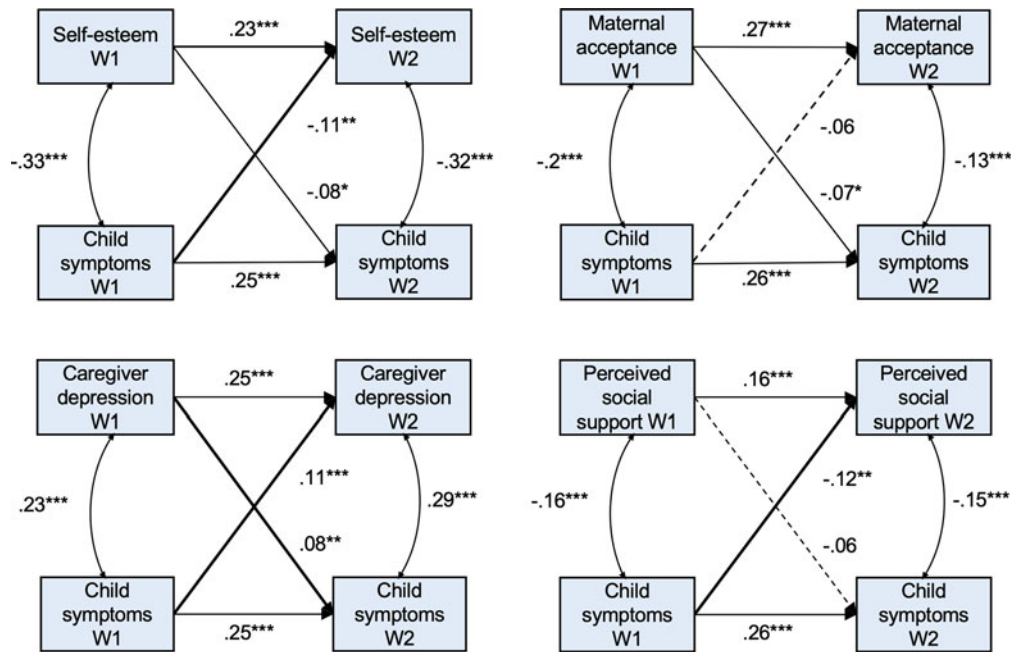 Self-esteem
W1
.23***
Self-esteem
W2
-.33***
-.11**
-.08*
-.32***
Child
symptoms
W1
.25***
Child
symptoms
W2
Maternal
acceptance
W1
.27***
Maternal
acceptance
W2
-.2***
-.06
-.07*
-.13***
Child
symptoms
W1
.26***
Child
symptoms
W2
Caregiver
depression
W1
.25***
Caregiver
depression
W2
.23***
.11***
.08**
.29***
Child
symptoms
W1
.25***
Child
symptoms
W2
Perceived
social
support W1
.16***
Perceived
social
support W2
-.16***
-.12**
-.06
-.15***
Child
symptoms
W1
.26***
Child
symptoms
W2